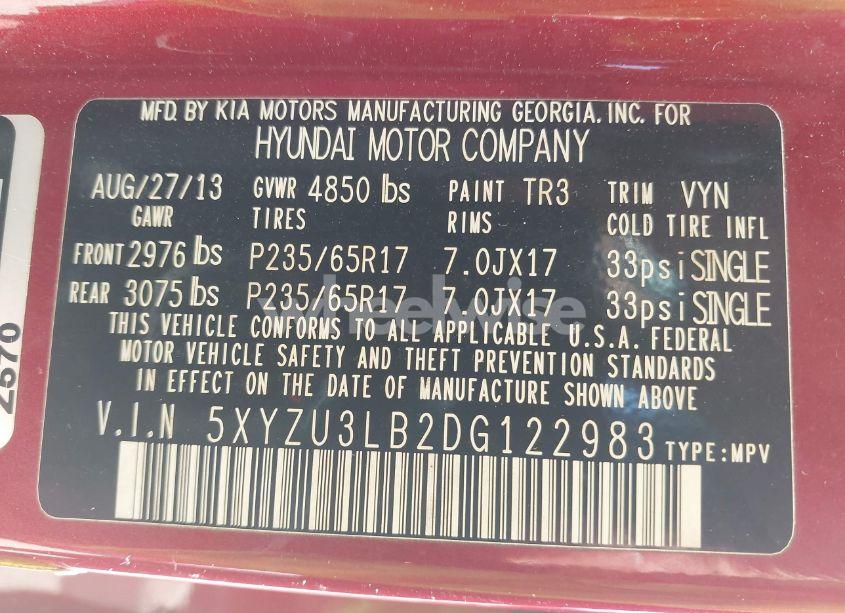 MFD. BY KIA MOTORS MANUFACTURING GEORGIA, INC. FOR
HYUNDAI MOTOR COMPANY
AUG/27/13 GVWR 4850 lbs PAINT TR3 TRIM VYN
GAWR TIRES RIMS COLD TIRE INFL
FRONT 2976 lbs P235/65R17 7.0JX17 33psi SINGLE
REAR 3075 lbs P235/65R17 7.0JX17 33psi SINGLE
wheelwise
THIS VEHICLE CONFORMS TO ALL APPLICABLE U.S.A. FEDERAL
MOTOR VEHICLE SAFETY AND THEFT PREVENTION STANDARDS
IN EFFECT ON THE DATE OF MANUFACTURE SHOWN ABOVE
V.I.N 5XYZU3LB2DG122983 TYPE:MPV